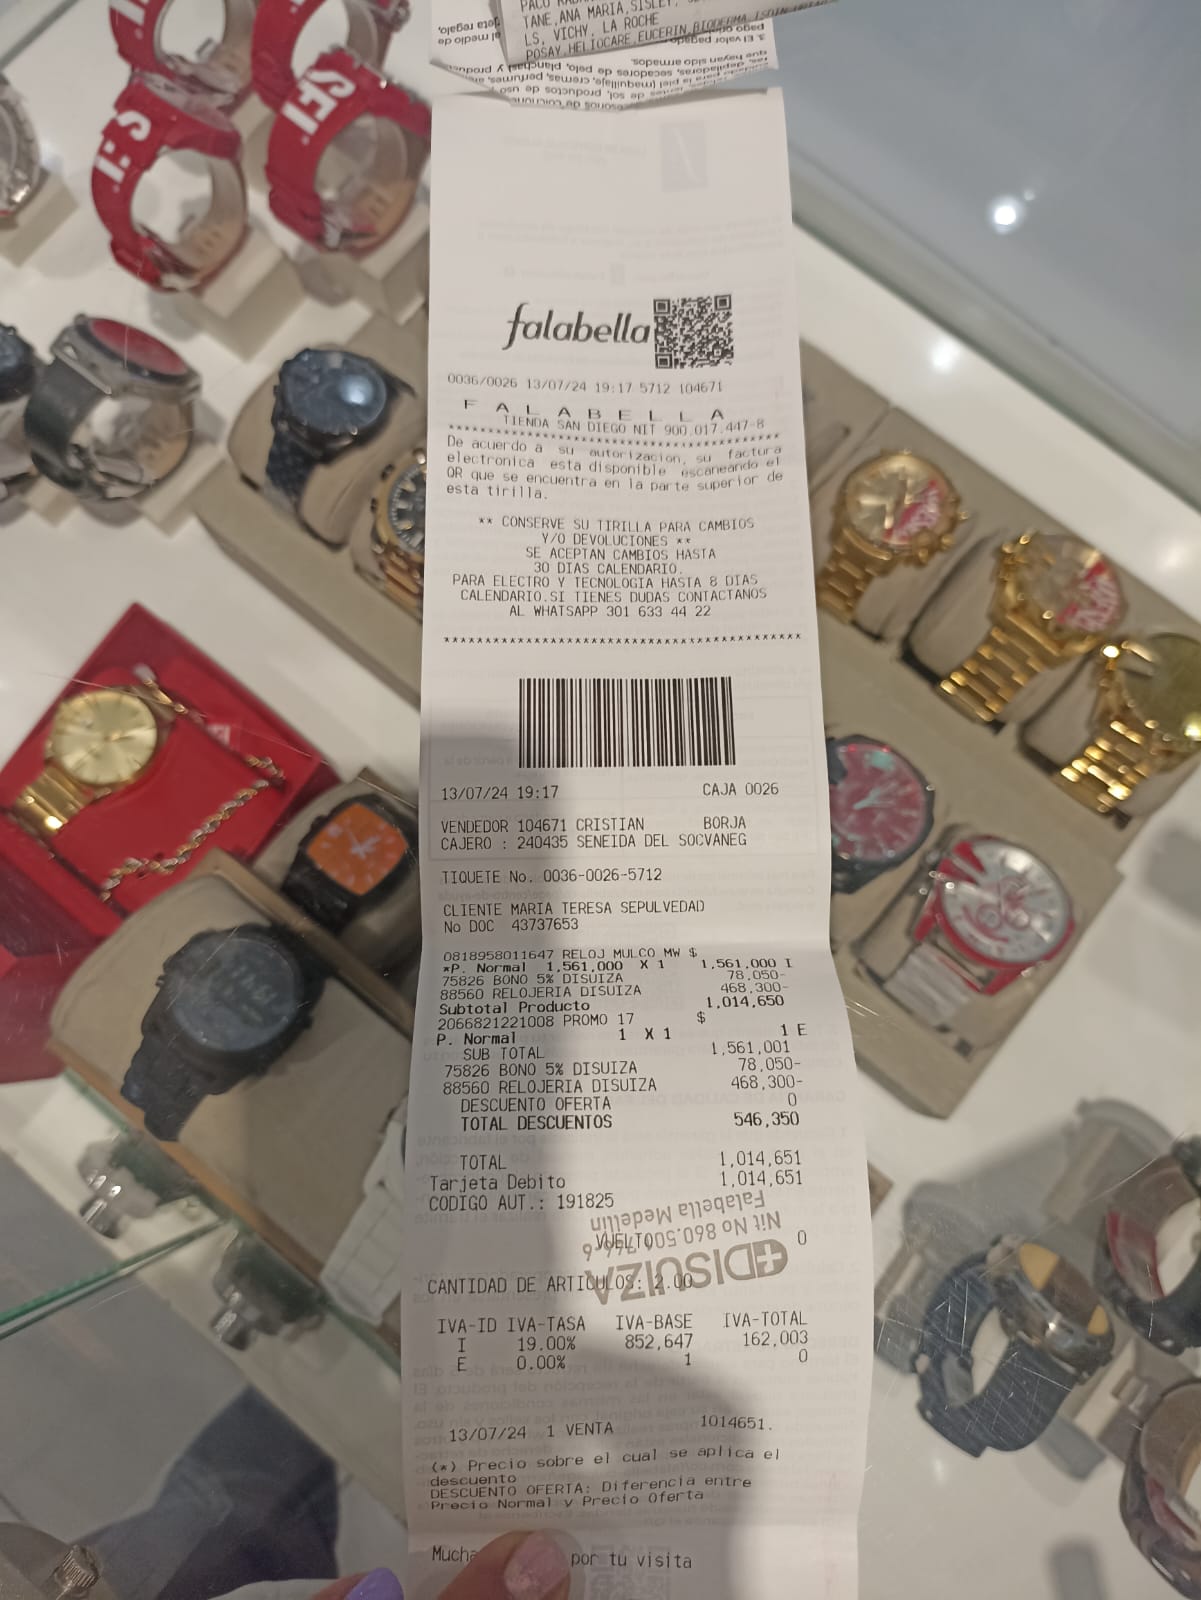 TANE,ANA MARIA,SISLEY,
LS, VICHY, LA ROCHE
POSAY,HELIOCARE,EUCERIN,BIODERMA,ISDIN
falabella
0036/0026 13/07/24 19:17 5712 104671
F A L A B E L L A
TIENDA SAN DIEGO NIT 900.017.447-8
****************************************
De acuerdo a su autorizacion, su factura
electronica esta disponible escaneando el
QR que se encuentra en la parte superior de
esta tirilla.
** CONSERVE SU TIRILLA PARA CAMBIOS
Y/O DEVOLUCIONES **
SE ACEPTAN CAMBIOS HASTA
30 DIAS CALENDARIO.
PARA ELECTRO Y TECNOLOGIA HASTA 8 DIAS
CALENDARIO.SI TIENES DUDAS CONTACTANOS
AL WHATSAPP 301 633 44 22
****************************************
13/07/24 19:17 CAJA 0026
VENDEDOR 104671 CRISTIAN BORJA
CAJERO : 240435 SENEIDA DEL SOCVANEG
TIQUETE No. 0036-0026-5712
CLIENTE MARIA TERESA SEPULVEDAD
No DOC 43737653
0818958011647 RELOJ MULCO MW $
*P. Normal 1,561,000 X 1 1,561,000 I
75826 BONO 5% DISUIZA 78,050-
88560 RELOJERIA DISUIZA 468,300-
Subtotal Producto 1,014,650
2066821221008 PROMO 17 $
P. Normal 1 X 1 1 E
SUB TOTAL 1,561,001
75826 BONO 5% DISUIZA 78,050-
88560 RELOJERIA DISUIZA 468,300-
DESCUENTO OFERTA 0
TOTAL DESCUENTOS 546,350
TOTAL 1,014,651
Tarjeta Debito 1,014,651
CODIGO AUT.: 191825
Falabella Medellin
Nit No 860.500
VUELTO 0
DISUIZA
CANTIDAD DE ARTICULOS: 2.00
IVA-ID IVA-TASA IVA-BASE IVA-TOTAL
I 19.00% 852,647 162,003
E 0.00% 1 0
13/07/24 1 VENTA 1014651.
(*) Precio sobre el cual se aplica el
descuento
DESCUENTO OFERTA: Diferencia entre
Precio Normal y Precio Oferta
por tu visita